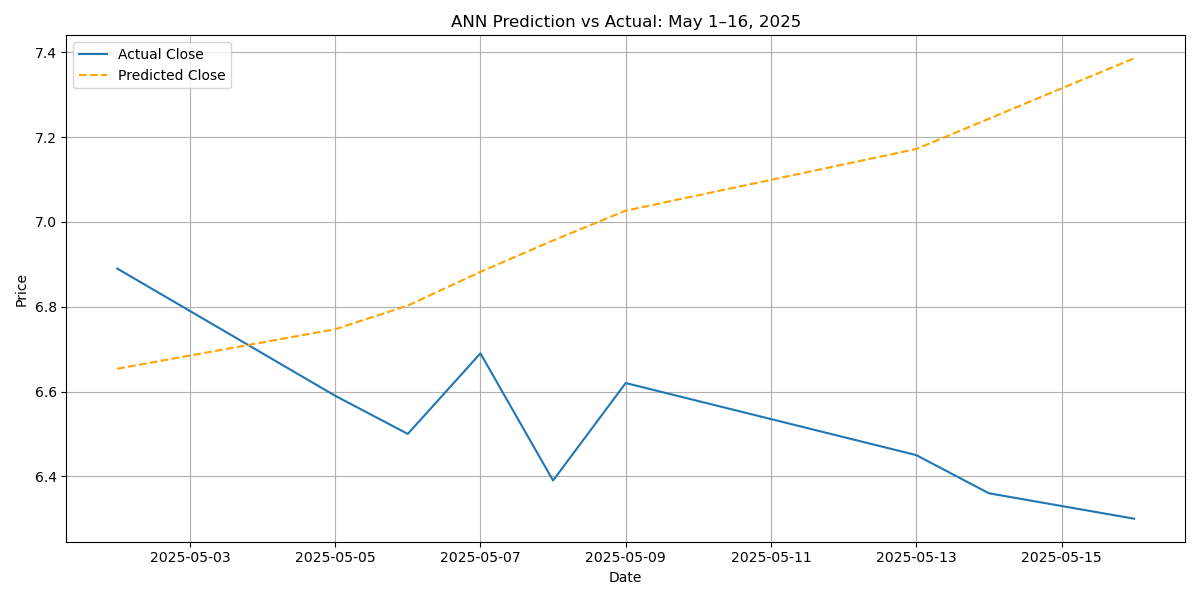 ANN Prediction vs Actual: May 1–16, 2025
Actual Close
Predicted Close
7.4
7.2
7.0
6.8
6.6
6.4
Price
2025-05-03
2025-05-05
2025-05-07
2025-05-09
2025-05-11
2025-05-13
2025-05-15
Date